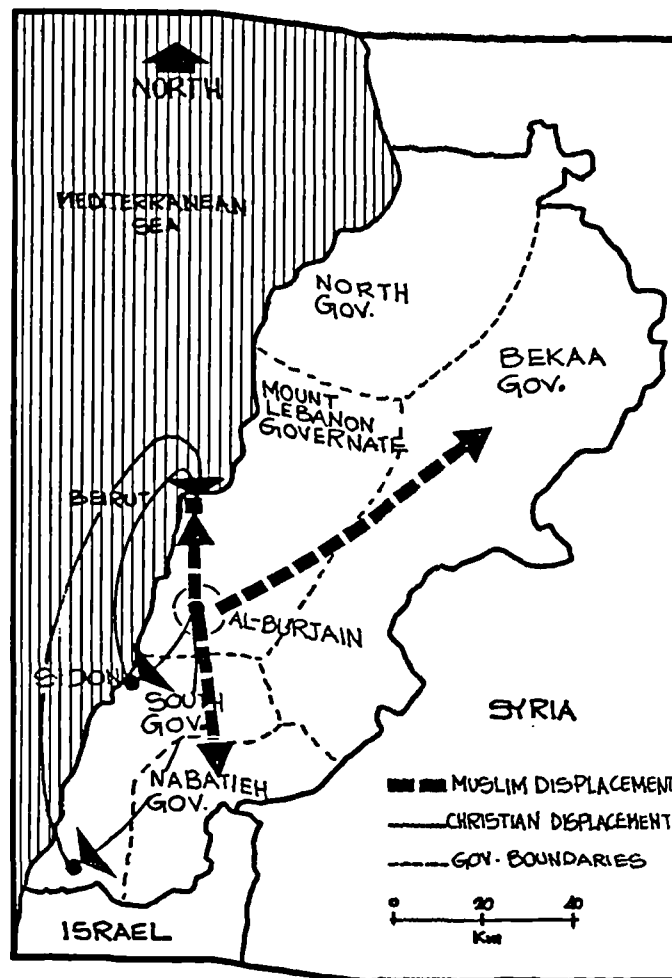 NORTH
MEDITERRANEAN
SEA
NORTH
GOV.
BEKAA
GOV.
MOUNT
LEBANON
GOVERNATE
BEIRUT
AL-BURJAIN
SIDON
SOUTH
GOV.
SYRIA
NABATIEH
GOV.
MUSLIM DISPLACEMENT
CHRISTIAN DISPLACEMENT
GOV. BOUNDARIES
0 20 40
Km
ISRAEL